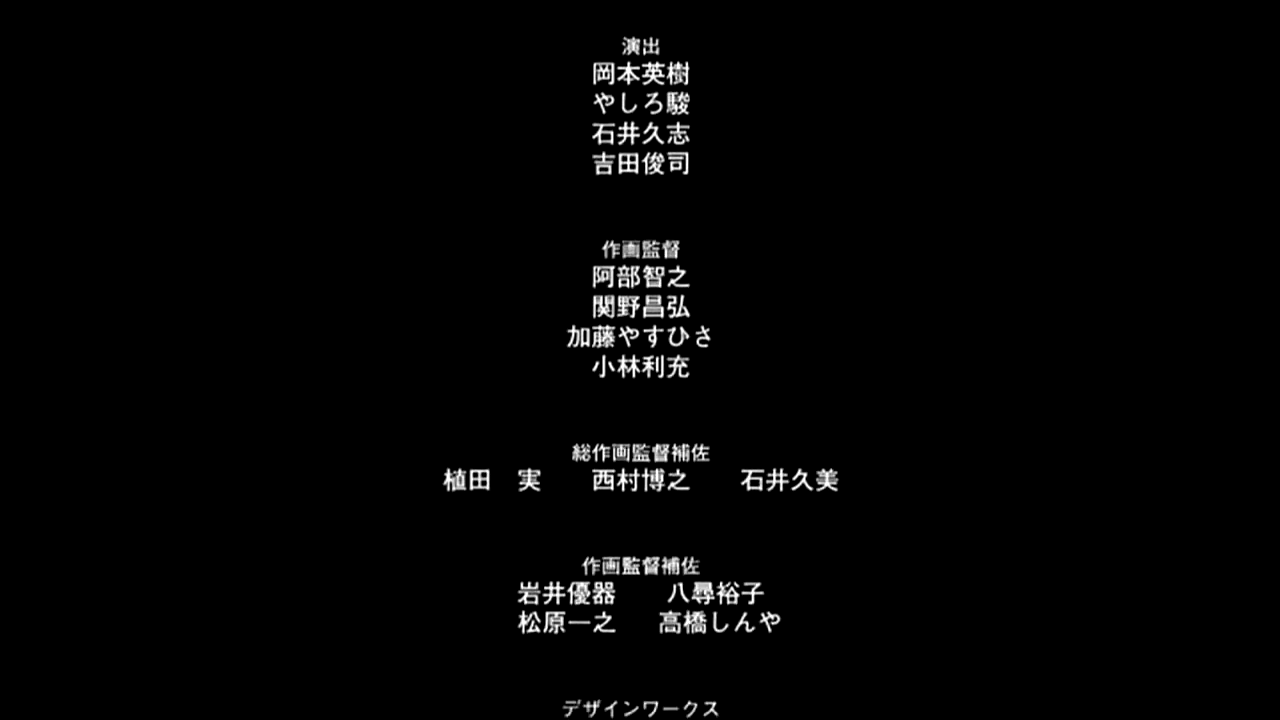 演出
岡本英樹
やしろ駿
石井久志
吉田俊司
作画監督
阿部智之
関野昌弘
加藤やすひさ
小林利充
総作画監督補佐
植田　実　　西村博之　　石井久美
作画監督補佐
岩井優器　　八尋裕子
松原一之　　高橋しんや
デザインワークス